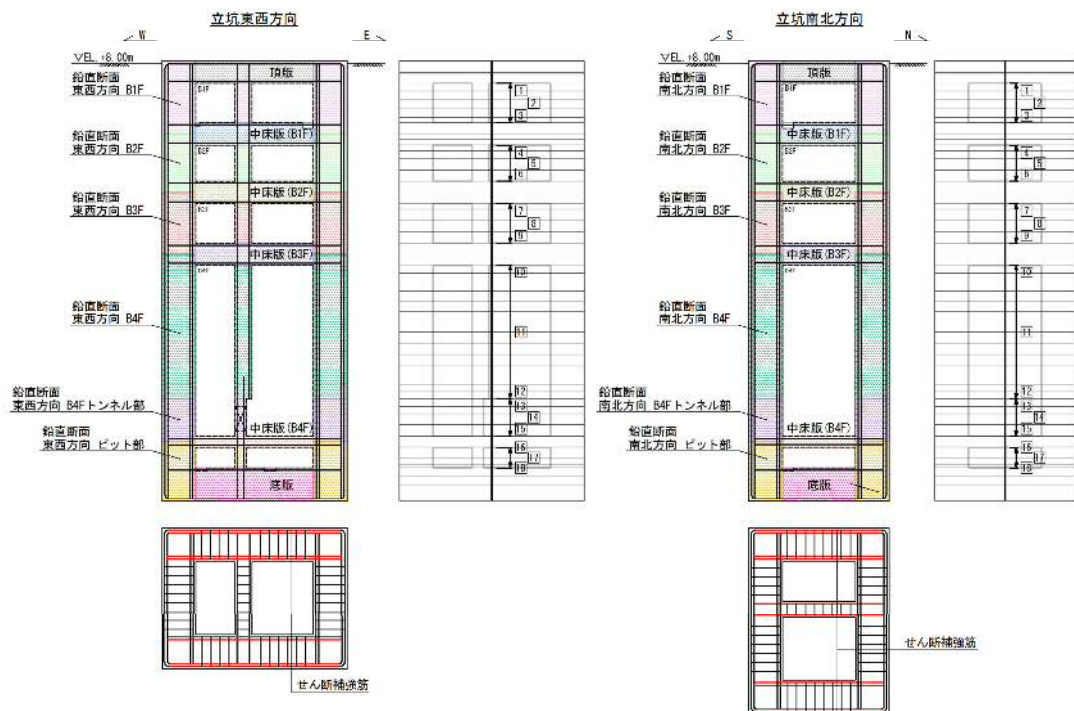 立坑東西方向
W
E
▽EL.+8.00m
頂版
鉛直断面
東西方向 B1F
B1F
中床版(B1F)
鉛直断面
東西方向 B2F
B2F
中床版(B2F)
鉛直断面
東西方向 B3F
中床版(B3F)
B4F
鉛直断面
東西方向 B4F
鉛直断面
東西方向 B4Fトンネル部
中床版(B4F)
鉛直断面
東西方向 ピット部
底版
1
2
3
4
5
6
7
8
9
10
11
12
13
14
15
16
17
18
せん断補強筋
立坑南北方向
S
N
▽EL.+8.00m
頂版
鉛直断面
南北方向 B1F
B1F
中床版(B1F)
鉛直断面
南北方向 B2F
B2F
中床版(B2F)
鉛直断面
南北方向 B3F
中床版(B3F)
B4F
鉛直断面
南北方向 B4F
鉛直断面
南北方向 B4Fトンネル部
中床版(B4F)
鉛直断面
南北方向 ピット部
底版
1
2
3
4
5
6
7
8
9
10
11
12
13
14
15
16
17
18
せん断補強筋